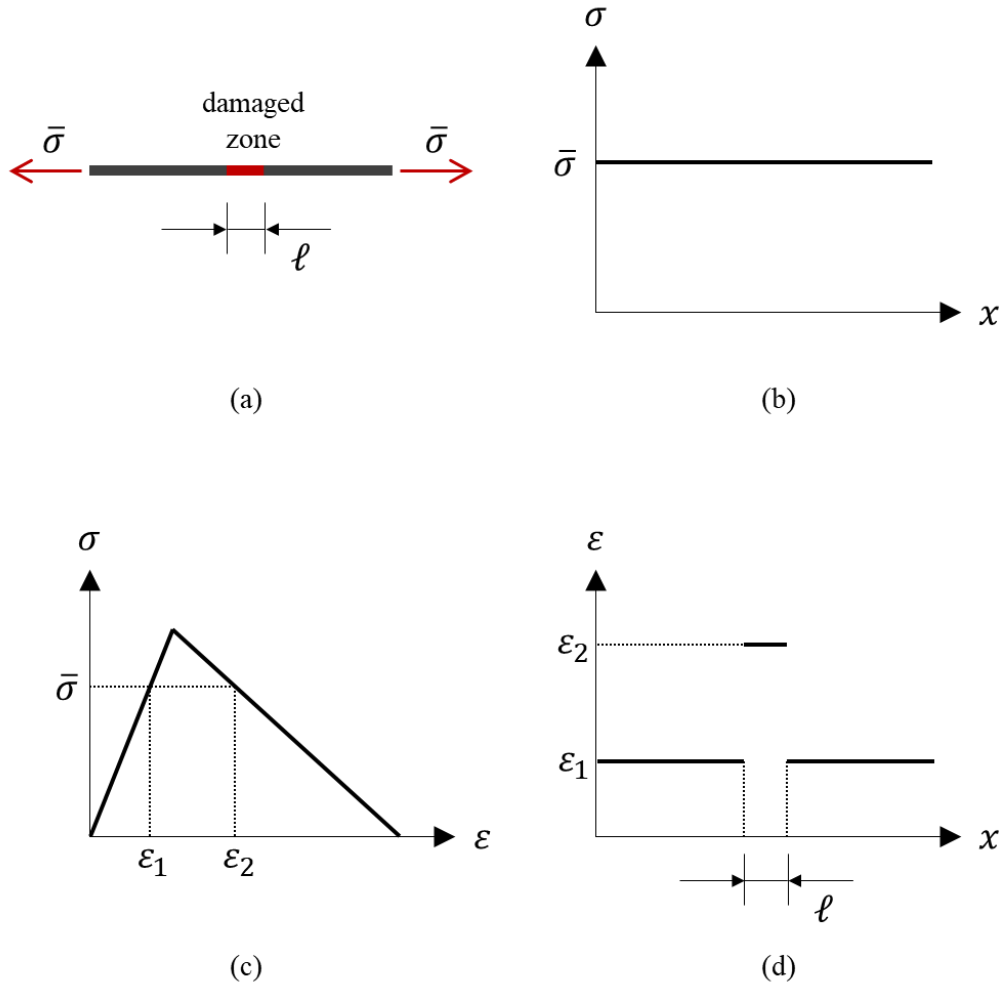 damaged
zone
σ̄
σ̄
ℓ
(a)
σ
σ̄
x
(b)
σ
σ̄
ε₁
ε₂
ε
(c)
ε
ε₂
ε₁
x
ℓ
(d)